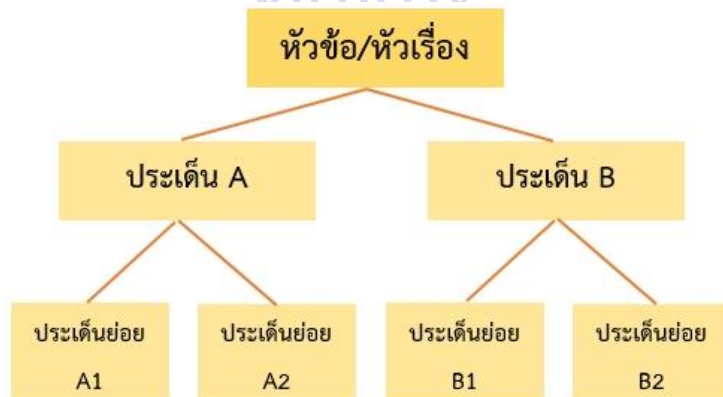 หัวข้อ/หัวเรื่อง
ประเด็น A
ประเด็น B
ประเด็นย่อย
A1
ประเด็นย่อย
A2
ประเด็นย่อย
B1
ประเด็นย่อย
B2